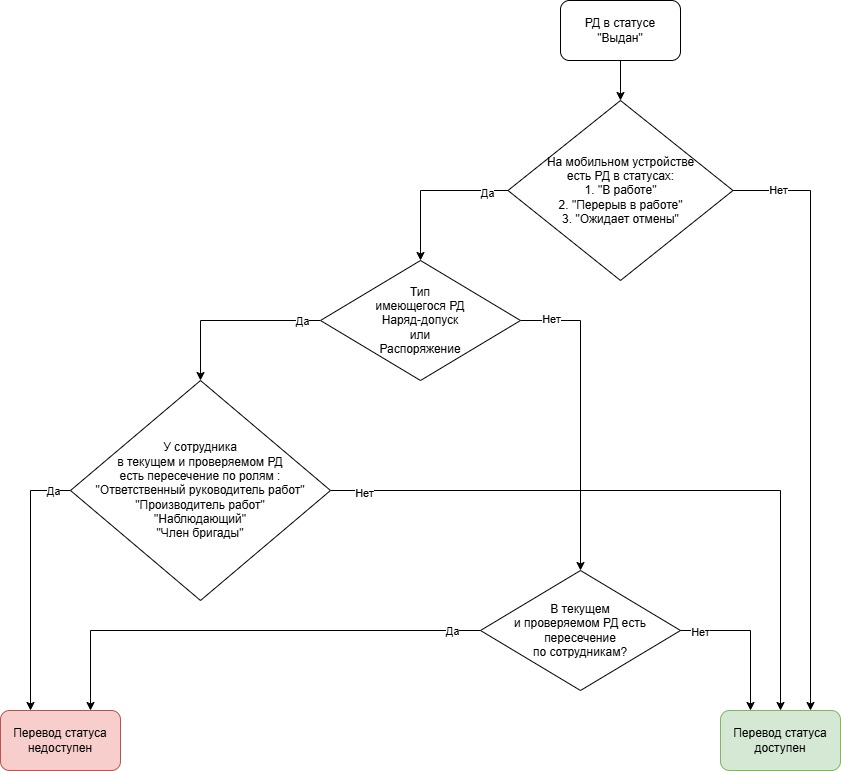 РД в статусе
"Выдан"
На мобильном устройстве
есть РД в статусах:
1. "В работе"
2. "Перерыв в работе"
3. "Ожидает отмены"
Да
Нет
Тип
имеющегося РД
Наряд-допуск
или
Распоряжение
Да
Нет
У сотрудника
в текущем и проверяемом РД
есть пересечение по ролям :
"Ответственный руководитель работ"
"Производитель работ"
"Наблюдающий"
"Член бригады"
Да
Нет
В текущем
и проверяемом РД есть
пересечение
по сотрудникам?
Да
Нет
Перевод статуса
недоступен
Перевод статуса
доступен